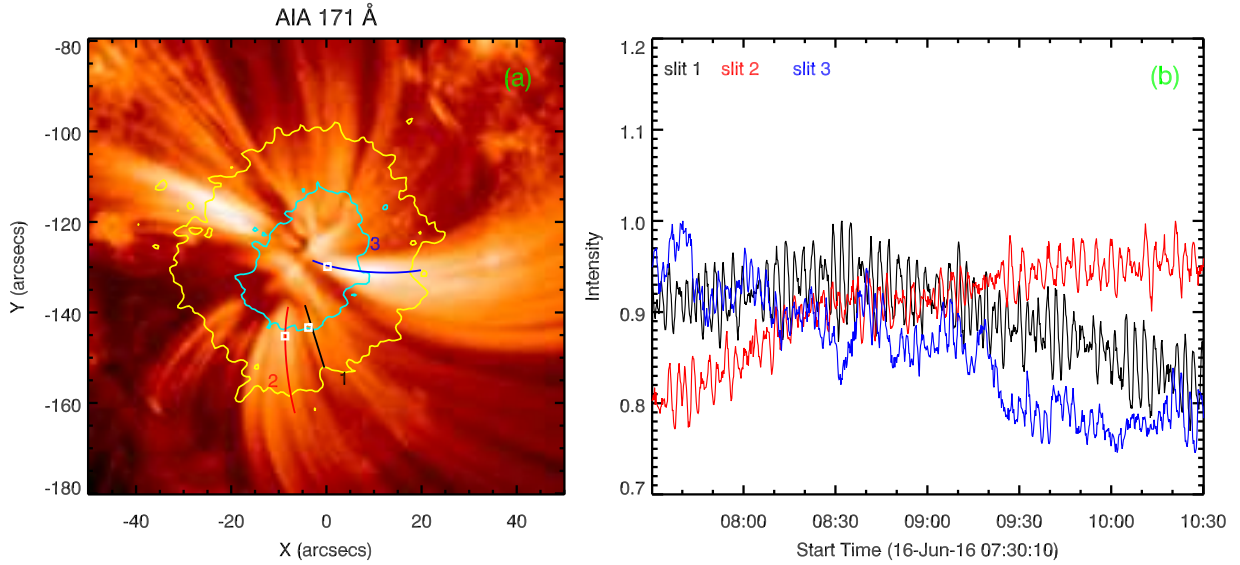 AIA 171 Å
(a)
-80
-100
-120
-140
-160
-180
Y (arcsecs)
3
2
1
-40 -20 0 20 40
X (arcsecs)
slit 1 slit 2 slit 3
(b)
1.2
1.1
1.0
0.9
0.8
0.7
Intensity
08:00 08:30 09:00 09:30 10:00 10:30
Start Time (16-Jun-16 07:30:10)